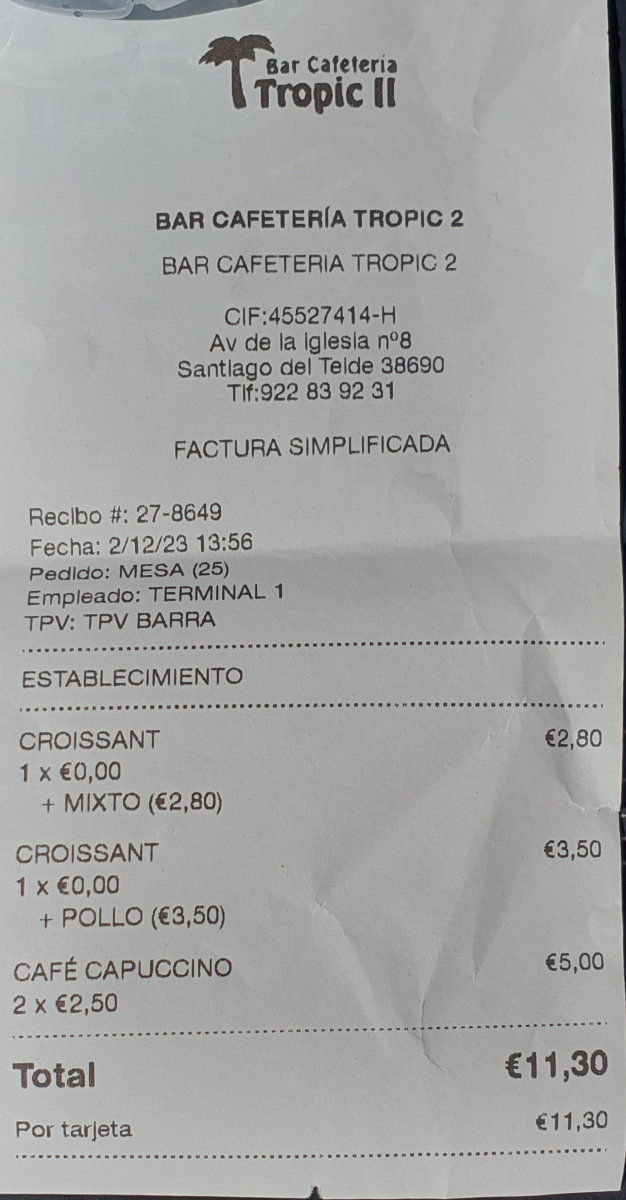 Bar Cafetería
Tropic II
BAR CAFETERÍA TROPIC 2
BAR CAFETERIA TROPIC 2
CIF:45527414-H
Av de la Iglesia nº8
Santiago del Teide 38690
Tlf:922 83 92 31
FACTURA SIMPLIFICADA
Recibo #: 27-8649
Fecha: 2/12/23 13:56
Pedido: MESA (25)
Empleado: TERMINAL 1
TPV: TPV BARRA
ESTABLECIMIENTO
CROISSANT €2,80
1 x €0,00
+ MIXTO (€2,80)
CROISSANT €3,50
1 x €0,00
+ POLLO (€3,50)
CAFÉ CAPUCCINO €5,00
2 x €2,50
Total €11,30
Por tarjeta €11,30